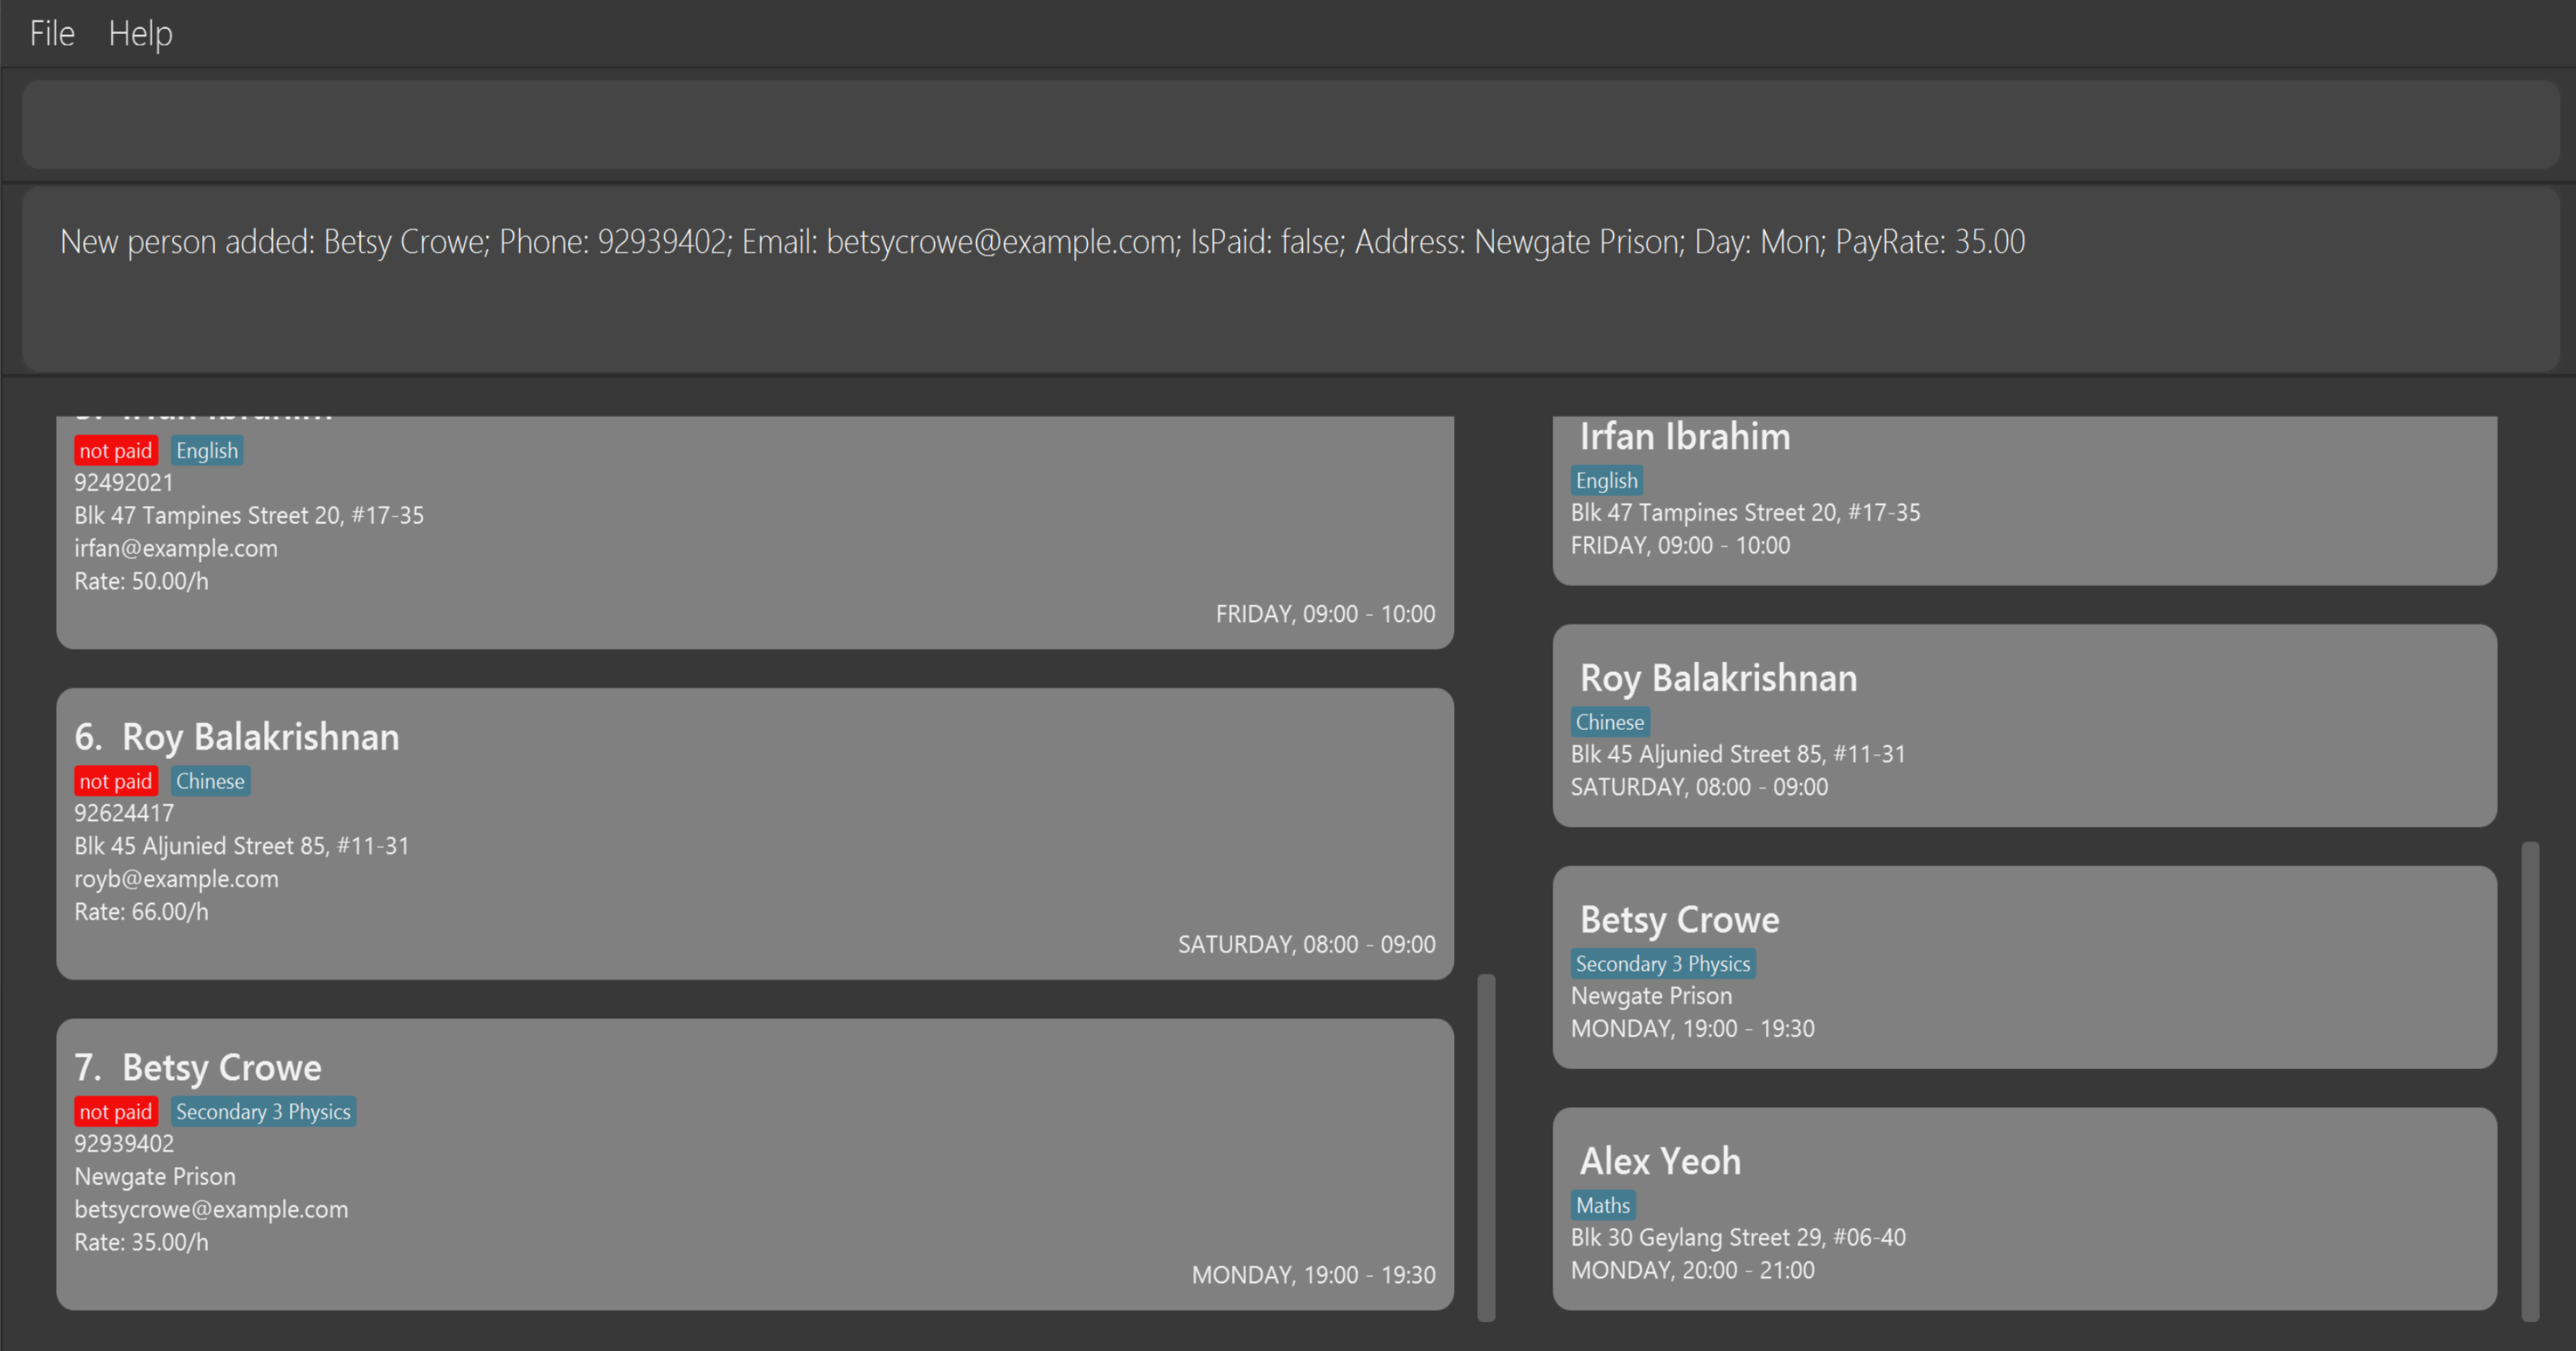 File Help
New person added: Betsy Crowe; Phone: 92939402; Email: betsycrowe@example.com; IsPaid: false; Address: Newgate Prison; Day: Mon; PayRate: 35.00
not paid English
92492021
Blk 47 Tampines Street 20, #17-35
irfan@example.com
Rate: 50.00/h
FRIDAY, 09:00 - 10:00
6. Roy Balakrishnan
not paid Chinese
92624417
Blk 45 Aljunied Street 85, #11-31
royb@example.com
Rate: 66.00/h
SATURDAY, 08:00 - 09:00
7. Betsy Crowe
not paid Secondary 3 Physics
92939402
Newgate Prison
betsycrowe@example.com
Rate: 35.00/h
MONDAY, 19:00 - 19:30
Irfan Ibrahim
English
Blk 47 Tampines Street 20, #17-35
FRIDAY, 09:00 - 10:00
Roy Balakrishnan
Chinese
Blk 45 Aljunied Street 85, #11-31
SATURDAY, 08:00 - 09:00
Betsy Crowe
Secondary 3 Physics
Newgate Prison
MONDAY, 19:00 - 19:30
Alex Yeoh
Maths
Blk 30 Geylang Street 29, #06-40
MONDAY, 20:00 - 21:00